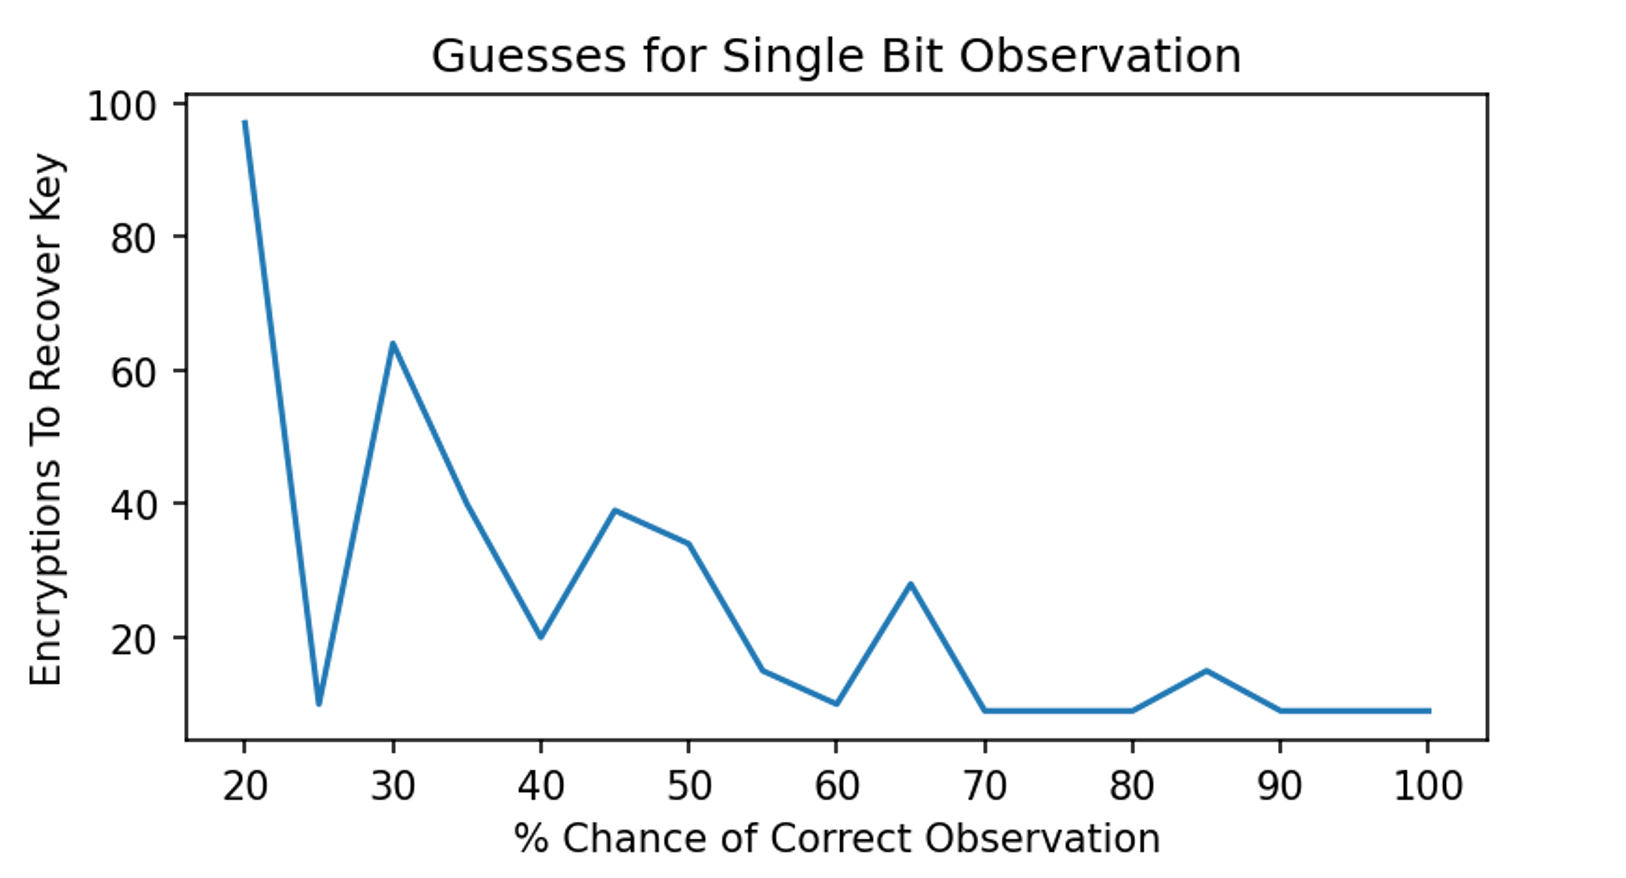 Guesses for Single Bit Observation
100
80
60
40
20
Encryptions To Recover Key
20 30 40 50 60 70 80 90 100
% Chance of Correct Observation